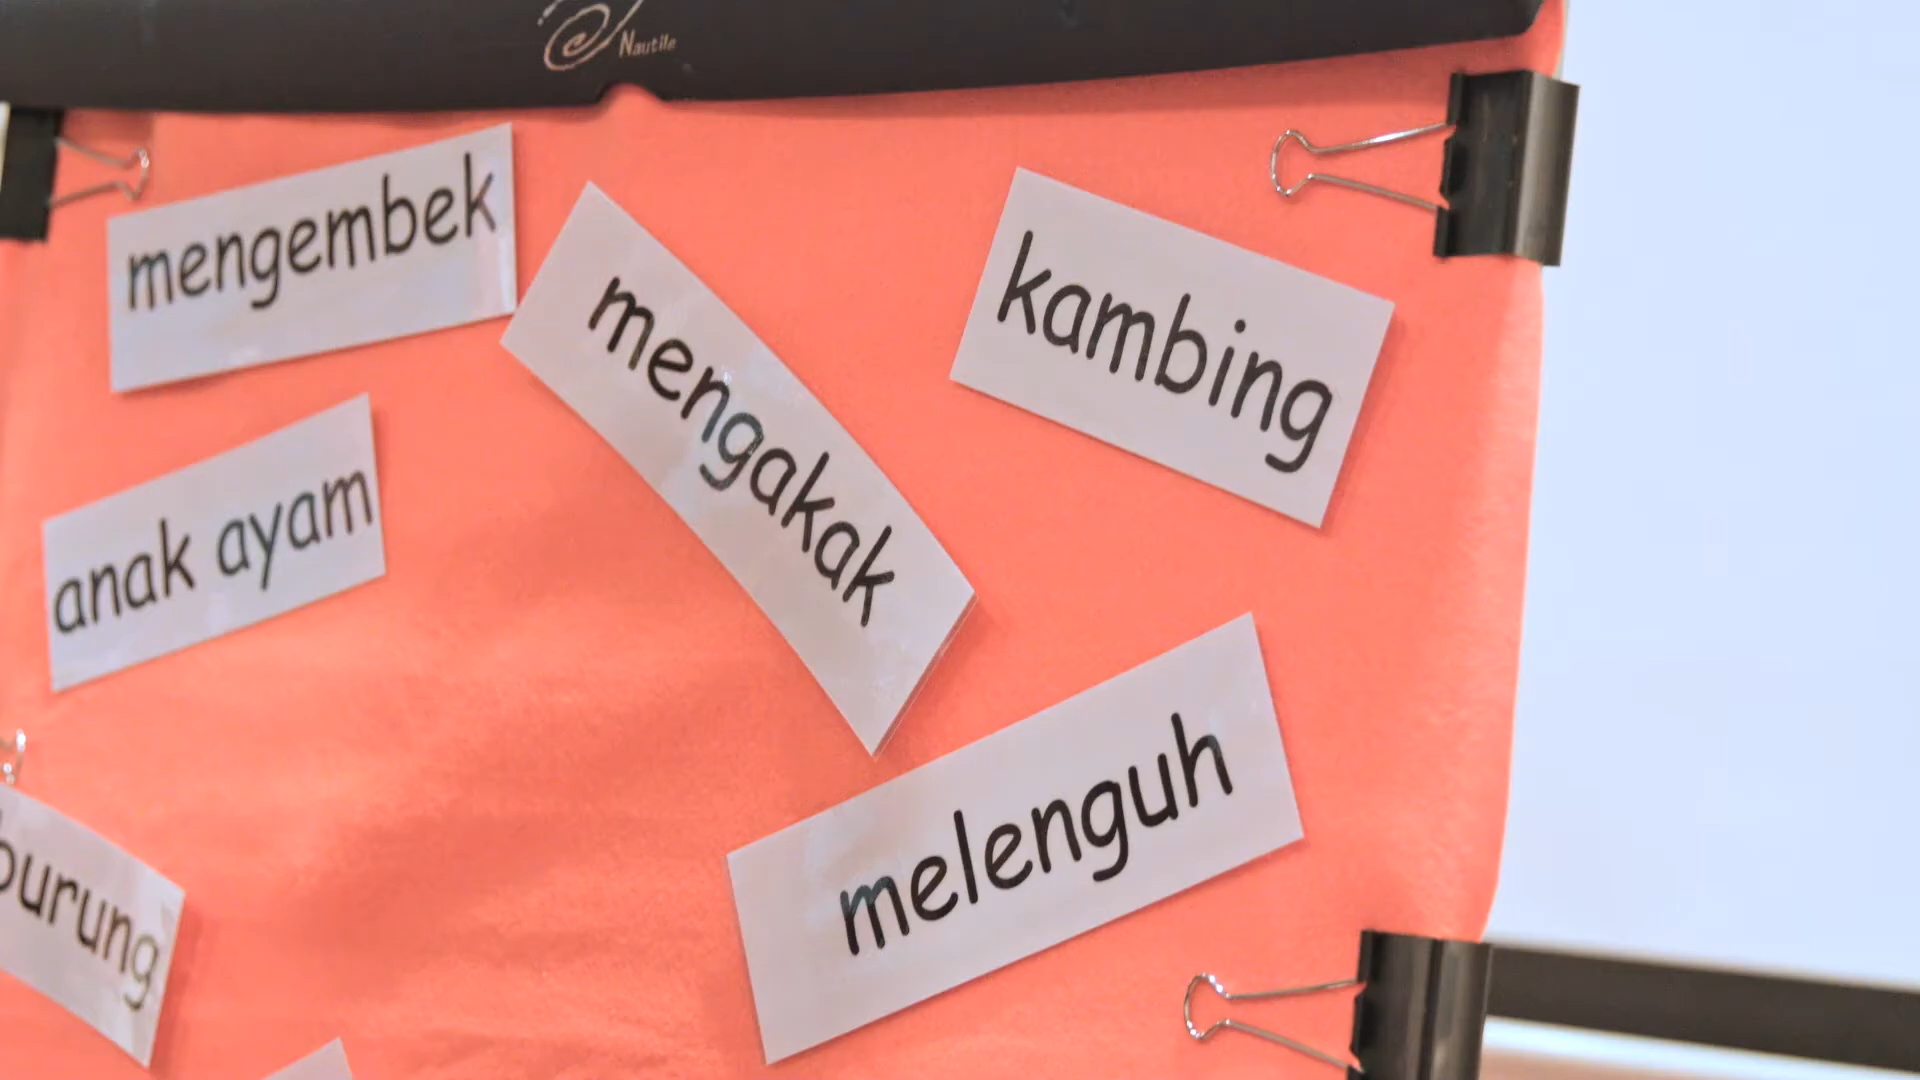 Nautile
mengembek
mengakak
kambing
anak ayam
melenguh
burung